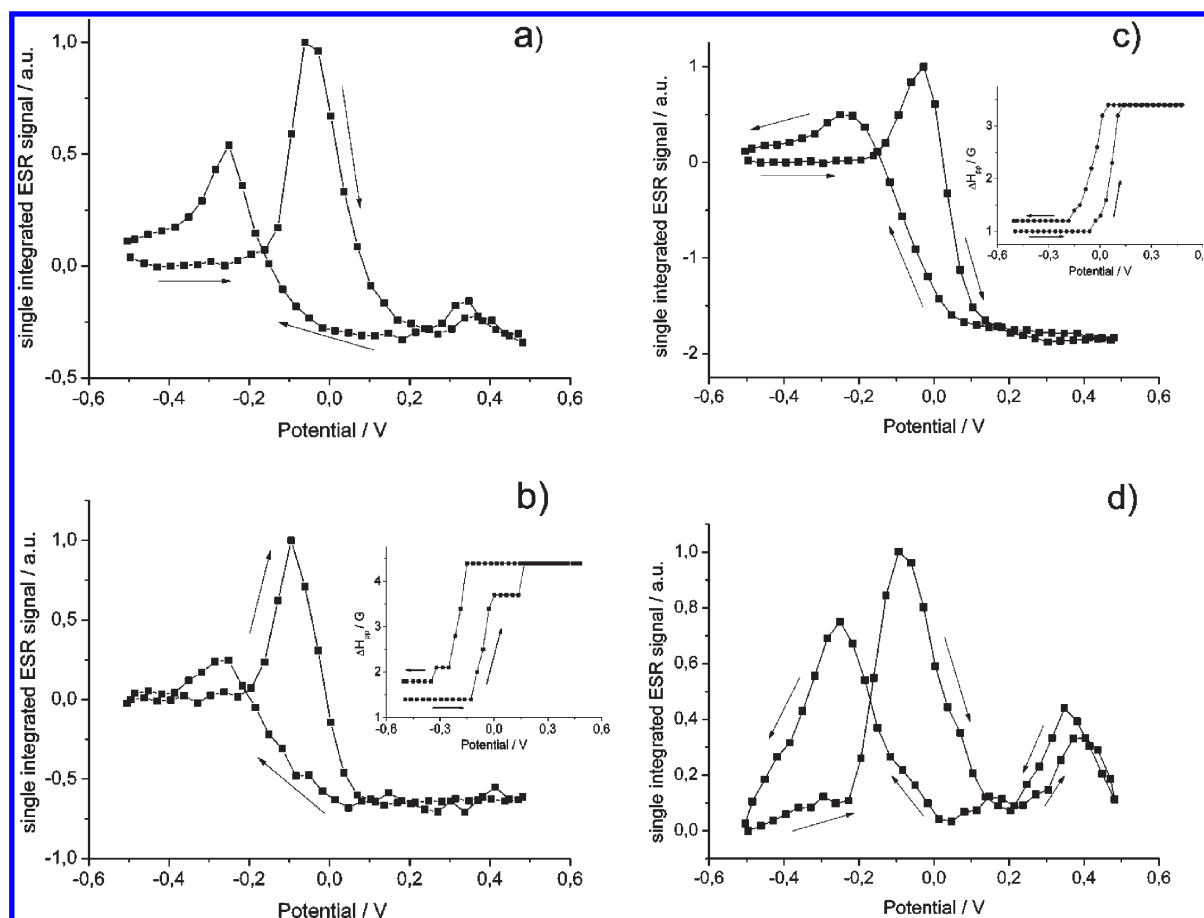 a)
single integrated ESR signal / a.u.
1,0
0,5
0,0
-0,5
-0,6 -0,4 -0,2 0,0 0,2 0,4 0,6
Potential / V
c)
single integrated ESR signal / a.u.
1
0
-1
-2
-0,6 -0,4 -0,2 0,0 0,2 0,4 0,6
Potential / V
ΔHpp / G
3
2
1
-0,6 -0,3 0,0 0,3 0,6
Potential / V
b)
single integrated ESR signal / a.u.
1,0
0,5
0,0
-0,5
-1,0
-0,6 -0,4 -0,2 0,0 0,2 0,4 0,6
Potential / V
ΔHpp / G
4
3
2
1
-0,6 -0,3 0,0 0,3 0,6
Potential / V
d)
single integrated ESR signal / a.u.
1,0
0,8
0,6
0,4
0,2
0,0
-0,6 -0,4 -0,2 0,0 0,2 0,4 0,6
Potential / V